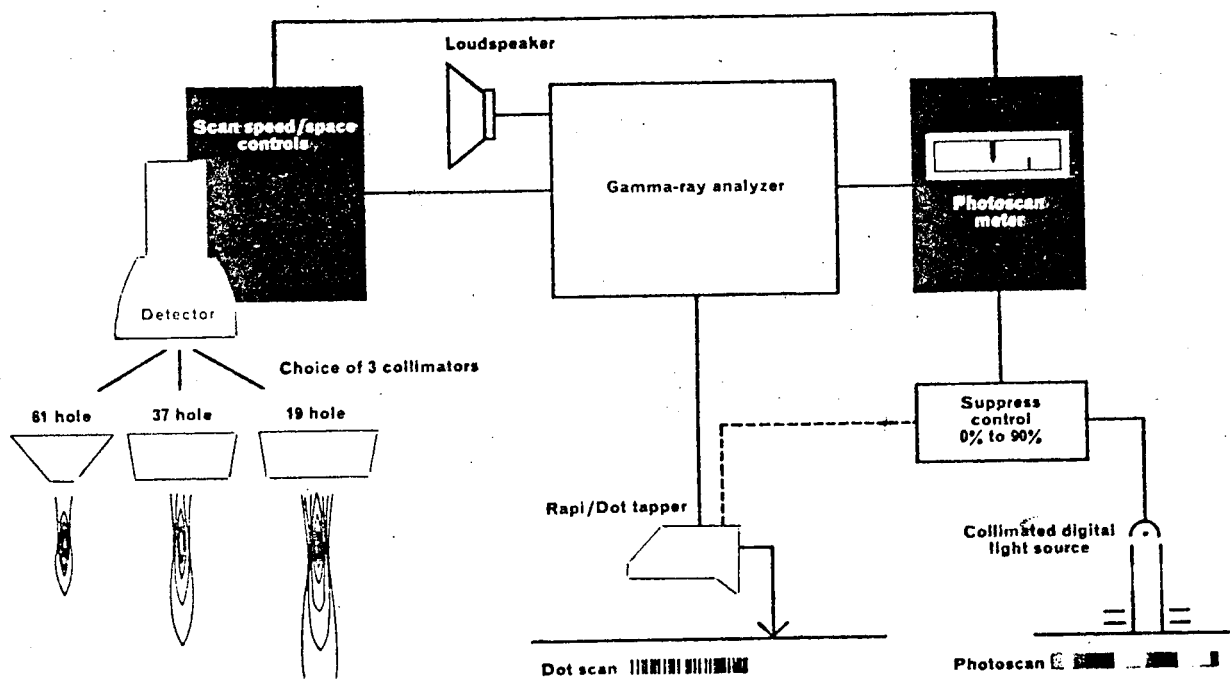 Loudspeaker
Scan speed/space
controls
Gamma-ray analyzer
Photoscan
meter
Detector
Choice of 3 collimators
61 hole
37 hole
19 hole
Suppress
control
0% to 90%
Rapi/Dot tapper
Collimated digital
light source
Dot scan
Photoscan